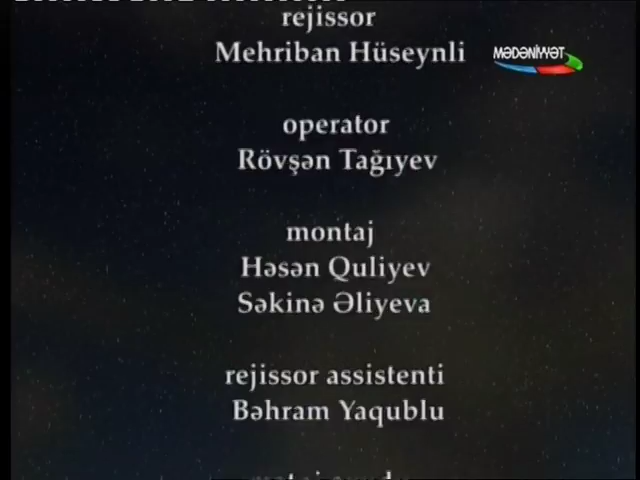 rejissor
Mehriban Hüseynli
MƏDƏNİYYƏT
operator
Rövşən Tağıyev
montaj
Həsən Quliyev
Səkinə Əliyeva
rejissor assistenti
Bəhram Yaqublu